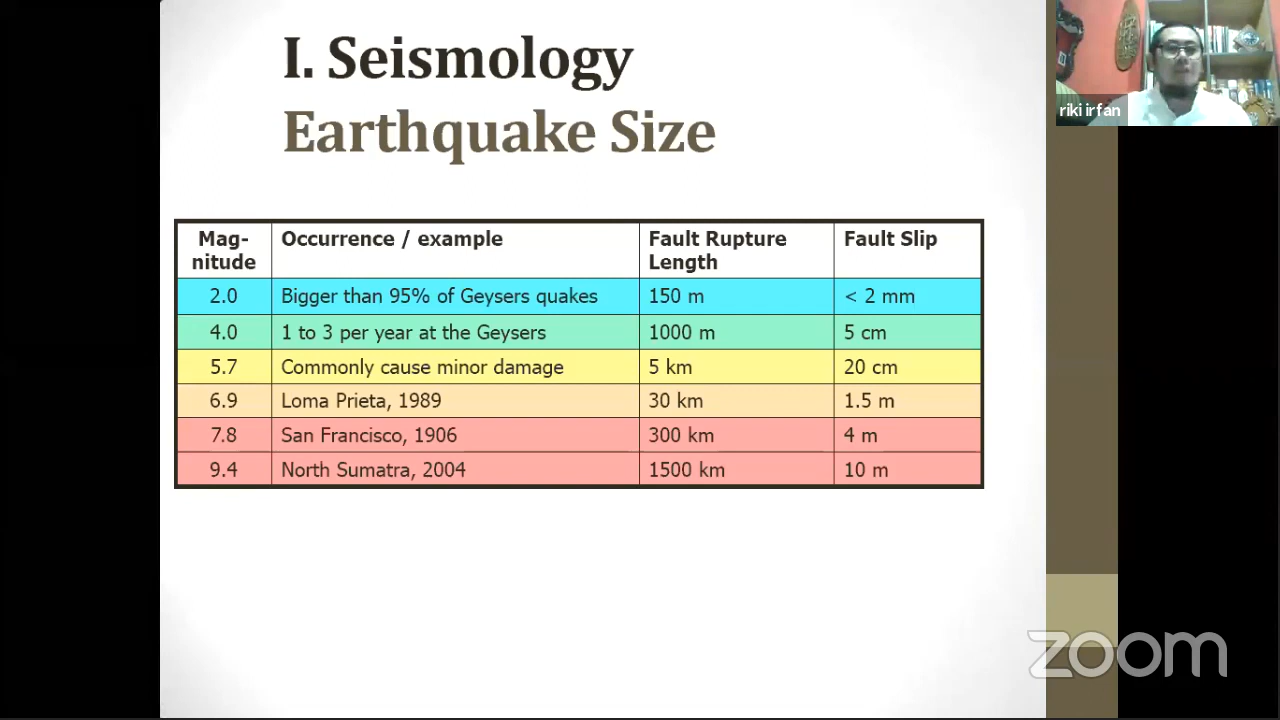 I. Seismology
Earthquake Size
riki irfan
Mag-
nitude
Occurrence / example
Fault Rupture
Length
Fault Slip
2.0 Bigger than 95% of Geysers quakes 150 m < 2 mm
4.0 1 to 3 per year at the Geysers 1000 m 5 cm
5.7 Commonly cause minor damage 5 km 20 cm
6.9 Loma Prieta, 1989 30 km 1.5 m
7.8 San Francisco, 1906 300 km 4 m
9.4 North Sumatra, 2004 1500 km 10 m
zoom